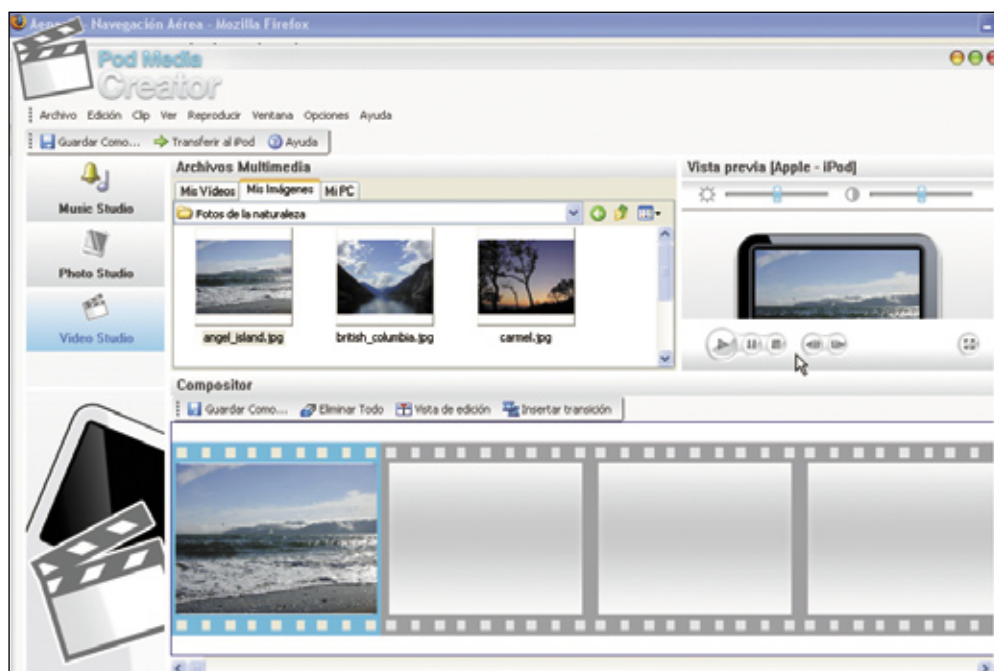 Navegación Aérea - Mozilla Firefox
Pod Media
Creator
Archivo Edición Clip Ver Reproducir Ventana Opciones Ayuda
Guardar Como... Transferir al iPod Ayuda
Music Studio
Photo Studio
Video Studio
Archivos Multimedia
Mis Vídeos Mis Imágenes Mi PC
Fotos de la naturaleza
angel_island.jpg british_columbia.jpg carmel.jpg
Vista previa [Apple - iPod]
Compositor
Guardar Como... Eliminar Todo Vista de edición Insertar transición